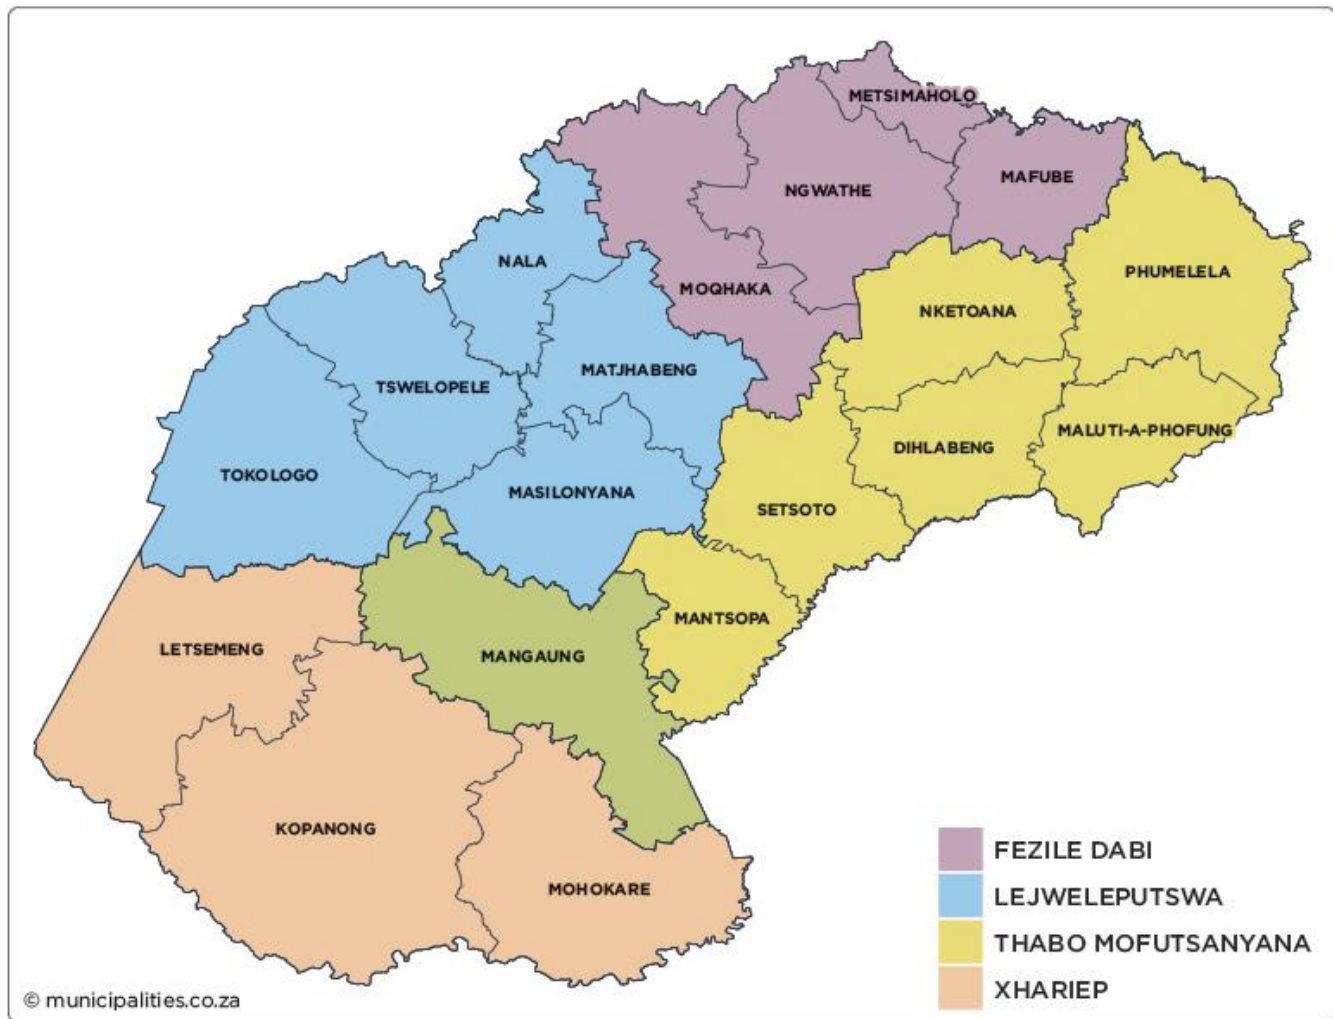 METSIMAHOLO
MAFUBE
NGWATHE
NALA
PHUMELELA
MOQHAKA
NKETOANA
MATJHABENG
TSWELOPELE
MALUTI-A-PHOFUNG
DIHLABENG
TOKOLOGO
MASILONYANA
SETSOTO
MANTSOPA
LETSEMENG
MANGAUNG
KOPANONG
MOHOKARE
FEZILE DABI
LEJWELEPUTSWA
THABO MOFUTSANYANA
XHARIEP
© municipalities.co.za